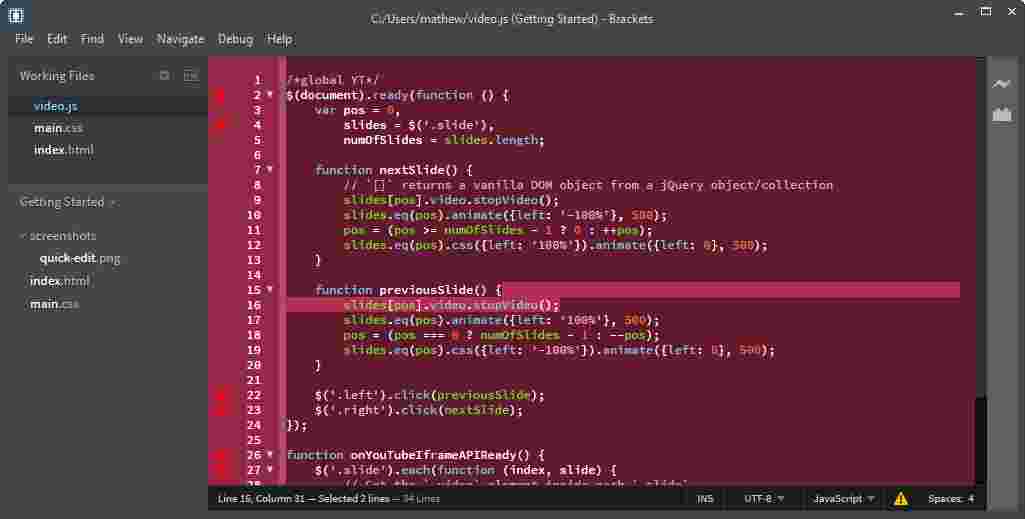 C:/Users/mathew/video.js (Getting Started) - Brackets
File Edit Find View Navigate Debug Help
Working Files
video.js
main.css
index.html
Getting Started
screenshots
quick-edit.png
index.html
main.css
1 /*global YT*/
2 $(document).ready(function () {
3 var pos = 0,
4 slides = $('.slide'),
5 numOfSlides = slides.length;
6
7 function nextSlide() {
8 // `[]` returns a vanilla DOM object from a jQuery object/collection
9 slides[pos].video.stopVideo();
10 slides.eq(pos).animate({left: '-100%'}, 500);
11 pos = (pos >= numOfSlides - 1 ? 0 : ++pos);
12 slides.eq(pos).css({left: '100%'}).animate({left: 0}, 500);
13 }
14
15 function previousSlide() {
16 slides[pos].video.stopVideo();
17 slides.eq(pos).animate({left: '100%'}, 500);
18 pos = (pos === 0 ? numOfSlides - 1 : --pos);
19 slides.eq(pos).css({left: '-100%'}).animate({left: 0}, 500);
20 }
21
22 $('.left').click(previousSlide);
23 $('.right').click(nextSlide);
24 });
25
26 function onYouTubeIframeAPIReady() {
27 $('.slide').each(function (index, slide) {
Line 15, Column 31 — Selected 2 lines — 34 Lines
INS UTF-8 JavaScript Spaces: 4